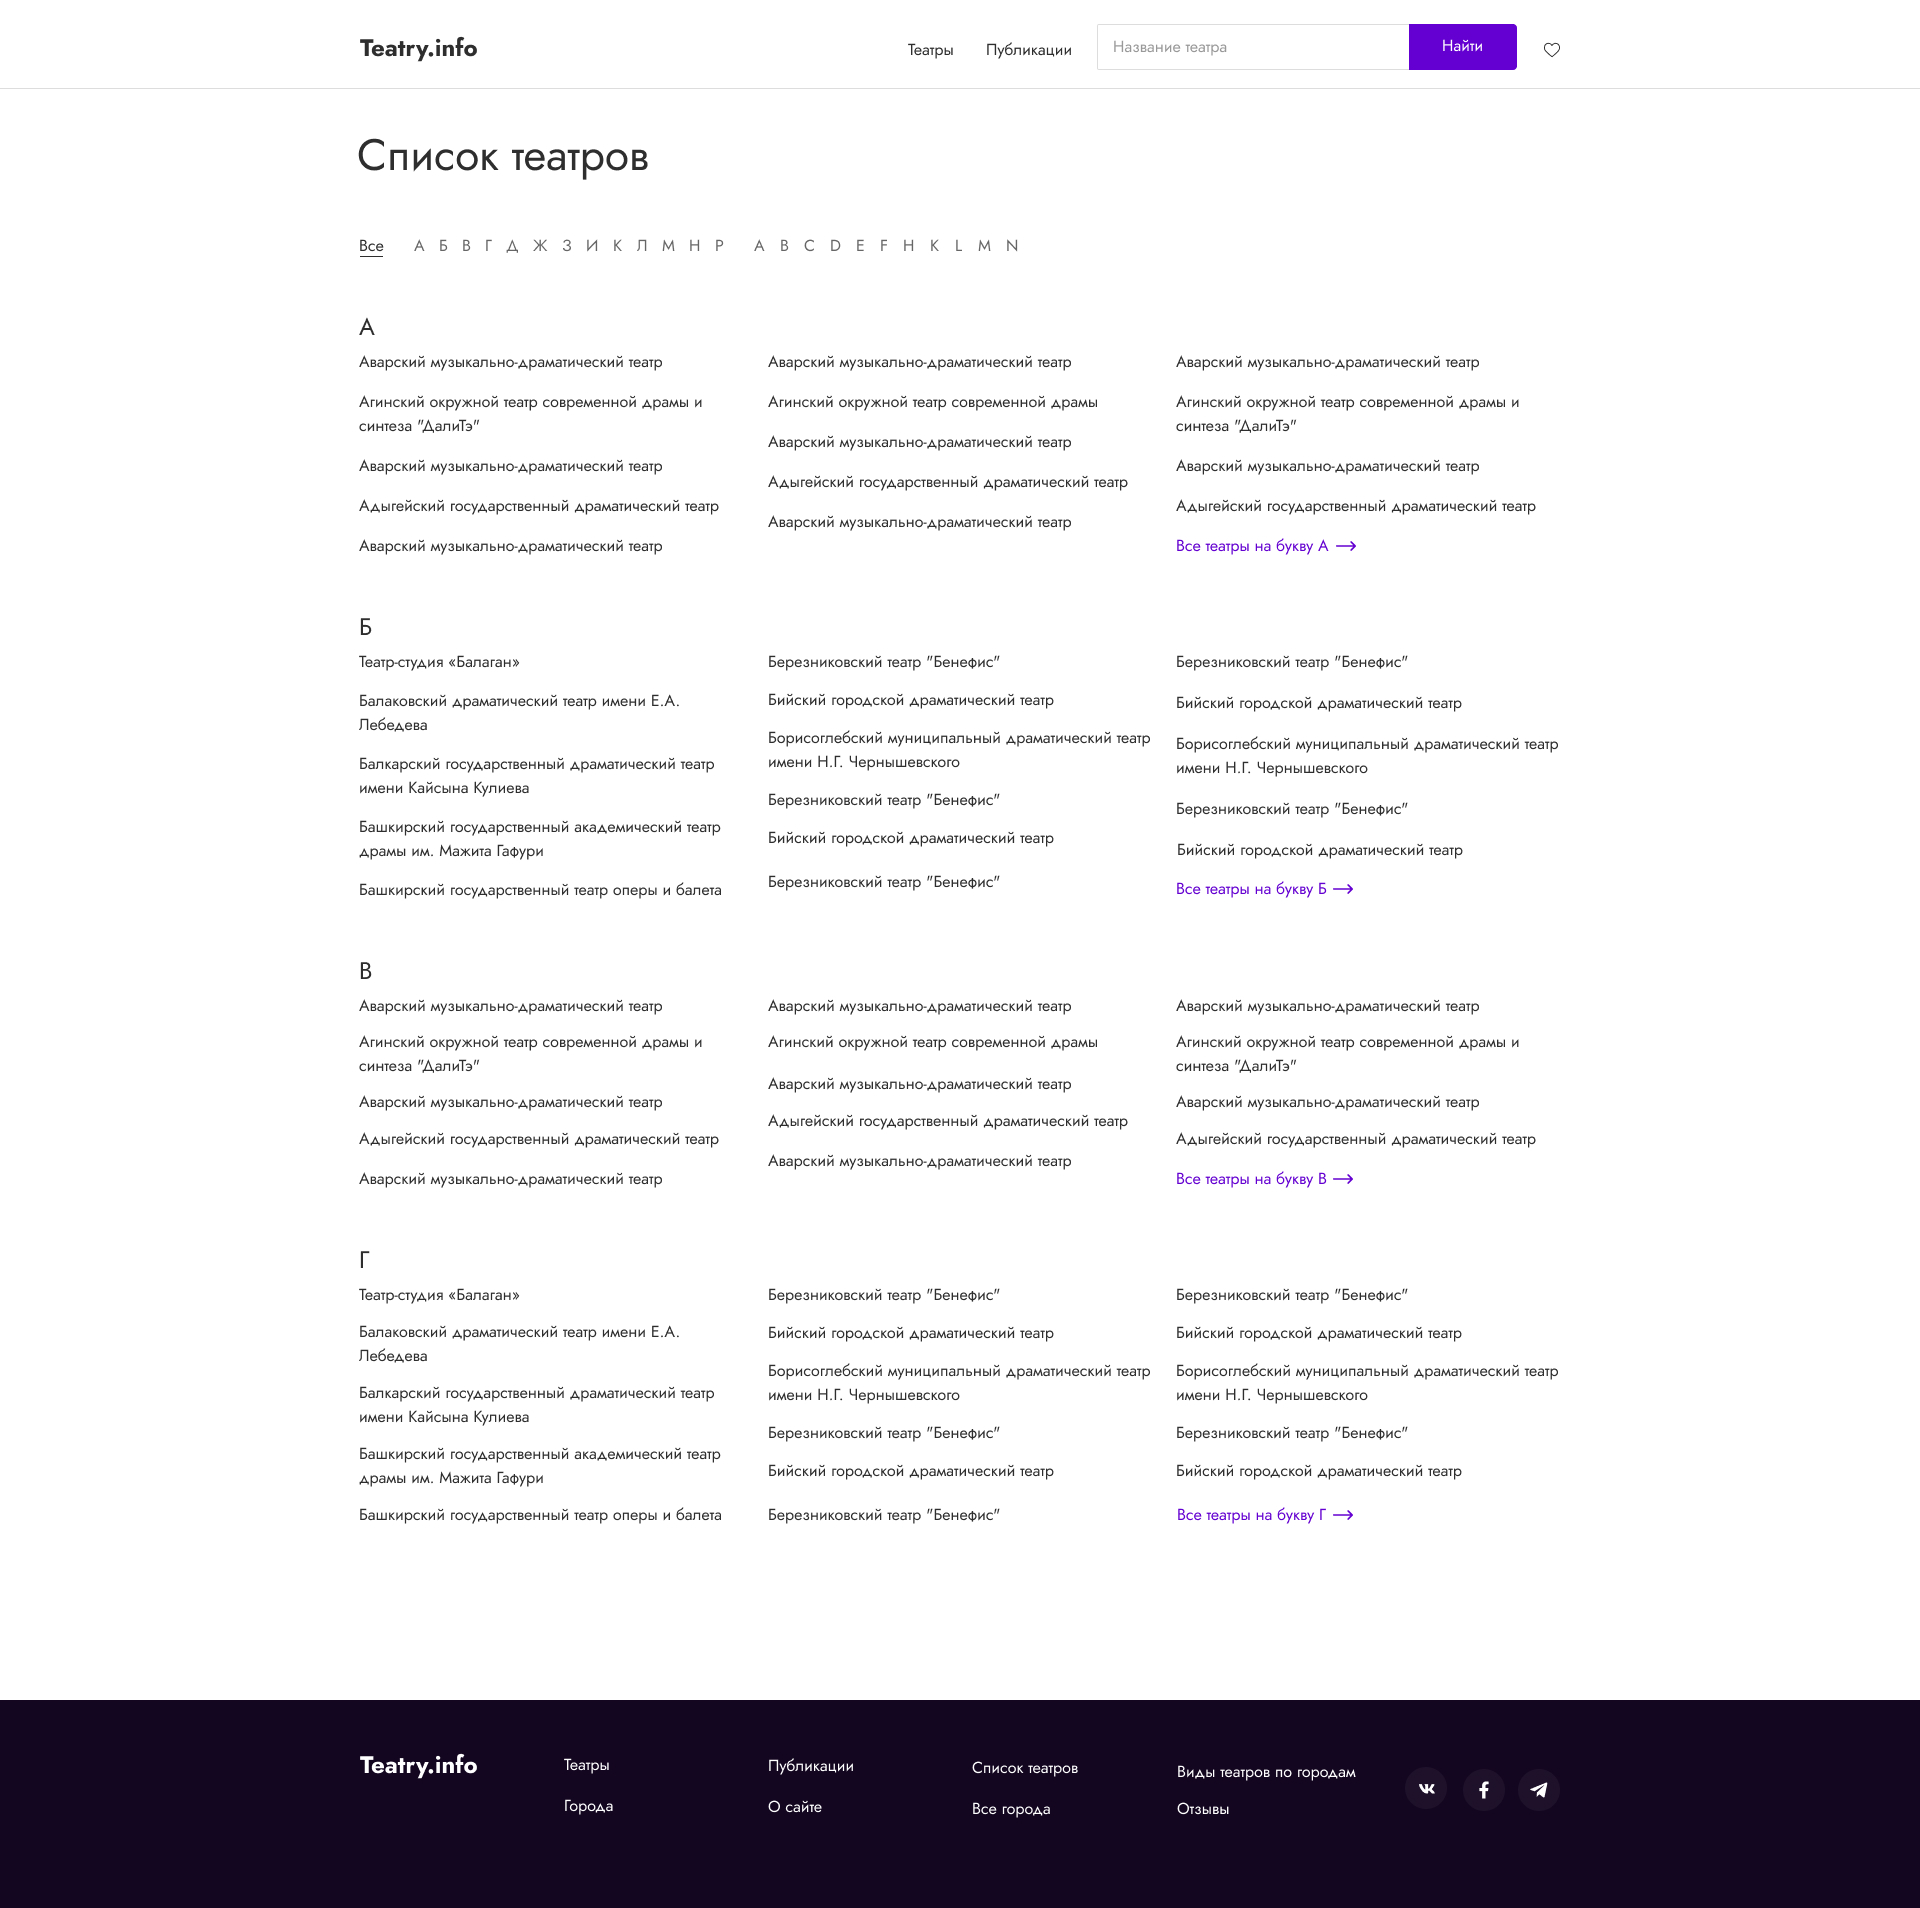 Teatry.info
Театры Публикации Название театра Найти
Список театров
Все А Б В Г Д Ж З И К Л М Н Р A B C D E F H K L M N
А
Аварский музыкально-драматический театр
Агинский окружной театр современной драмы и
синтеза "ДалиТэ"
Аварский музыкально-драматический театр
Адыгейский государственный драматический театр
Аварский музыкально-драматический театр
Аварский музыкально-драматический театр
Агинский окружной театр современной драмы
Аварский музыкально-драматический театр
Адыгейский государственный драматический театр
Аварский музыкально-драматический театр
Аварский музыкально-драматический театр
Агинский окружной театр современной драмы и
синтеза "ДалиТэ"
Аварский музыкально-драматический театр
Адыгейский государственный драматический театр
Все театры на букву А
Б
Театр-студия «Балаган»
Балаковский драматический театр имени Е.А.
Лебедева
Балкарский государственный драматический театр
имени Кайсына Кулиева
Башкирский государственный академический театр
драмы им. Мажита Гафури
Башкирский государственный театр оперы и балета
Березниковский театр "Бенефис"
Бийский городской драматический театр
Борисоглебский муниципальный драматический театр
имени Н.Г. Чернышевского
Березниковский театр "Бенефис"
Бийский городской драматический театр
Березниковский театр "Бенефис"
Березниковский театр "Бенефис"
Бийский городской драматический театр
Борисоглебский муниципальный драматический театр
имени Н.Г. Чернышевского
Березниковский театр "Бенефис"
Бийский городской драматический театр
Все театры на букву Б
В
Аварский музыкально-драматический театр
Агинский окружной театр современной драмы и
синтеза "ДалиТэ"
Аварский музыкально-драматический театр
Адыгейский государственный драматический театр
Аварский музыкально-драматический театр
Аварский музыкально-драматический театр
Агинский окружной театр современной драмы
Аварский музыкально-драматический театр
Адыгейский государственный драматический театр
Аварский музыкально-драматический театр
Аварский музыкально-драматический театр
Агинский окружной театр современной драмы и
синтеза "ДалиТэ"
Аварский музыкально-драматический театр
Адыгейский государственный драматический театр
Все театры на букву В
Г
Театр-студия «Балаган»
Балаковский драматический театр имени Е.А.
Лебедева
Балкарский государственный драматический театр
имени Кайсына Кулиева
Башкирский государственный академический театр
драмы им. Мажита Гафури
Башкирский государственный театр оперы и балета
Березниковский театр "Бенефис"
Бийский городской драматический театр
Борисоглебский муниципальный драматический театр
имени Н.Г. Чернышевского
Березниковский театр "Бенефис"
Бийский городской драматический театр
Березниковский театр "Бенефис"
Березниковский театр "Бенефис"
Бийский городской драматический театр
Борисоглебский муниципальный драматический театр
имени Н.Г. Чернышевского
Березниковский театр "Бенефис"
Бийский городской драматический театр
Все театры на букву Г
Teatry.info
Театры
Города
Публикации
О сайте
Список театров
Все города
Виды театров по городам
Отзывы